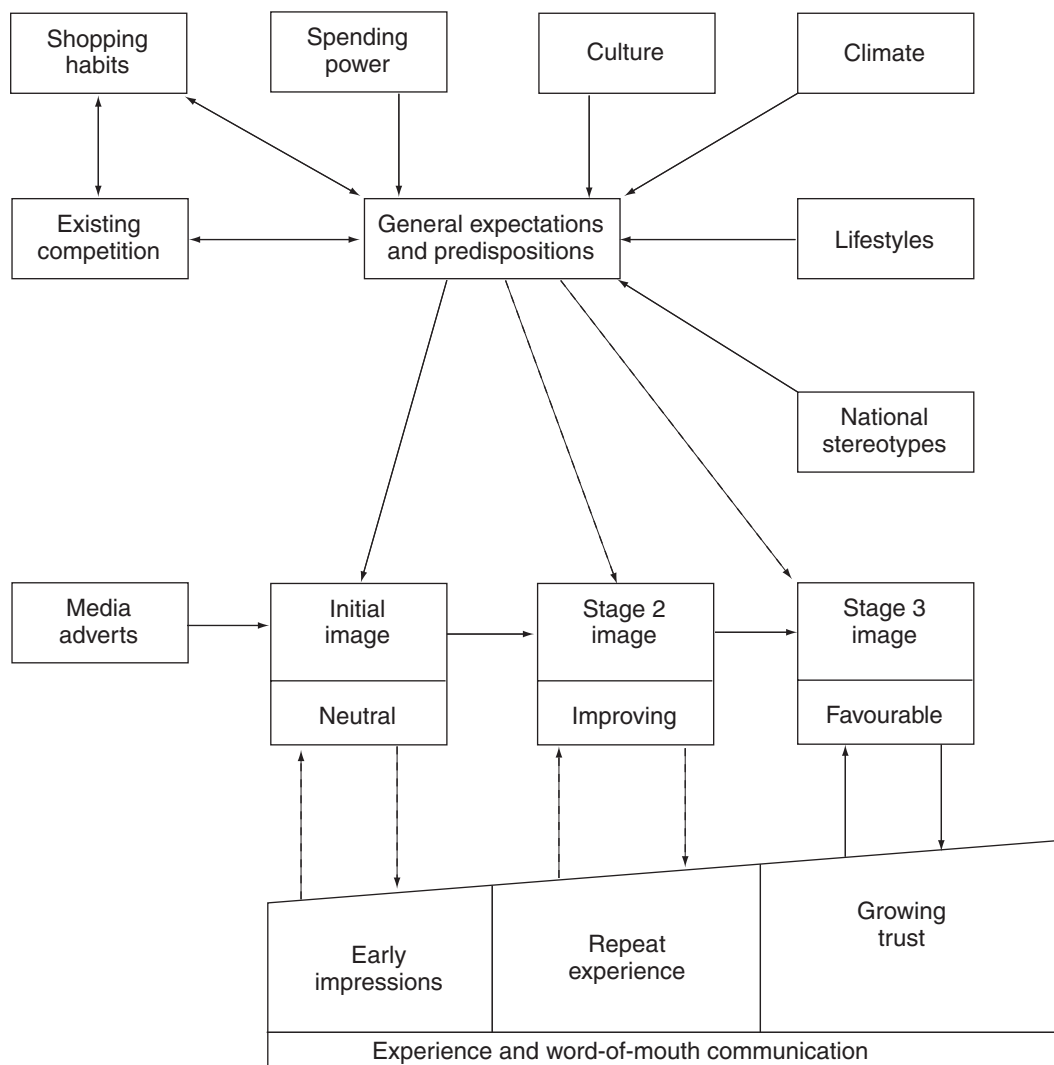 Shopping
habits
Spending
power
Culture
Climate
Existing
competition
General expectations
and predispositions
Lifestyles
National
stereotypes
Media
adverts
Initial
image
Neutral
Stage 2
image
Improving
Stage 3
image
Favourable
Early
impressions
Repeat
experience
Growing
trust
Experience and word-of-mouth communication